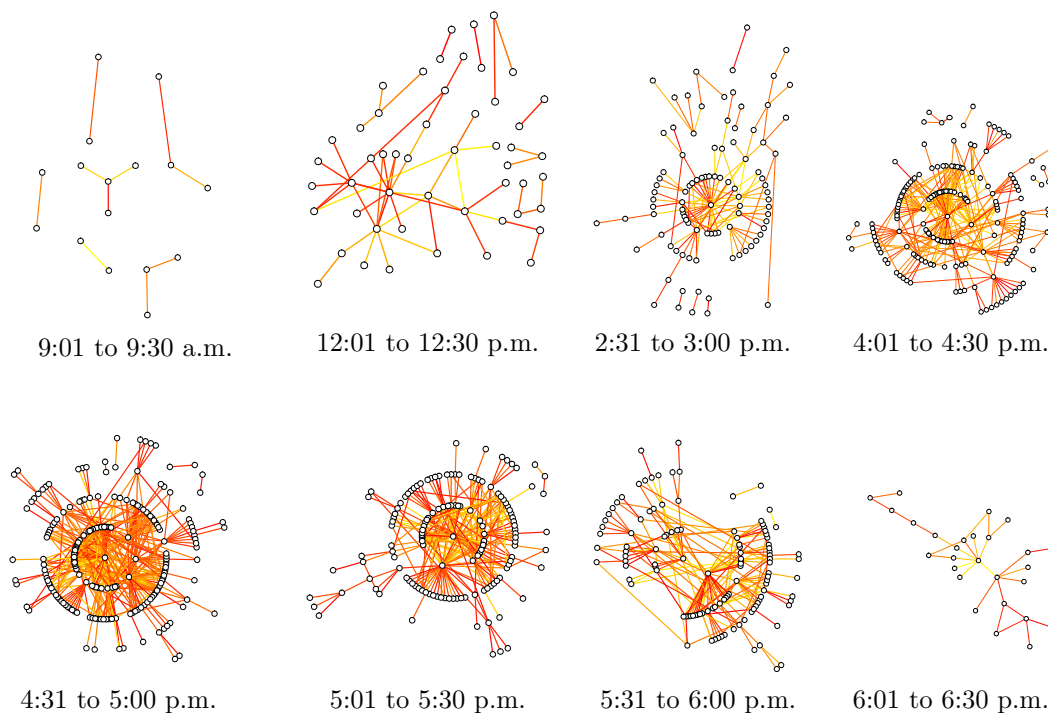 9:01 to 9:30 a.m.
12:01 to 12:30 p.m.
2:31 to 3:00 p.m.
4:01 to 4:30 p.m.
4:31 to 5:00 p.m.
5:01 to 5:30 p.m.
5:31 to 6:00 p.m.
6:01 to 6:30 p.m.